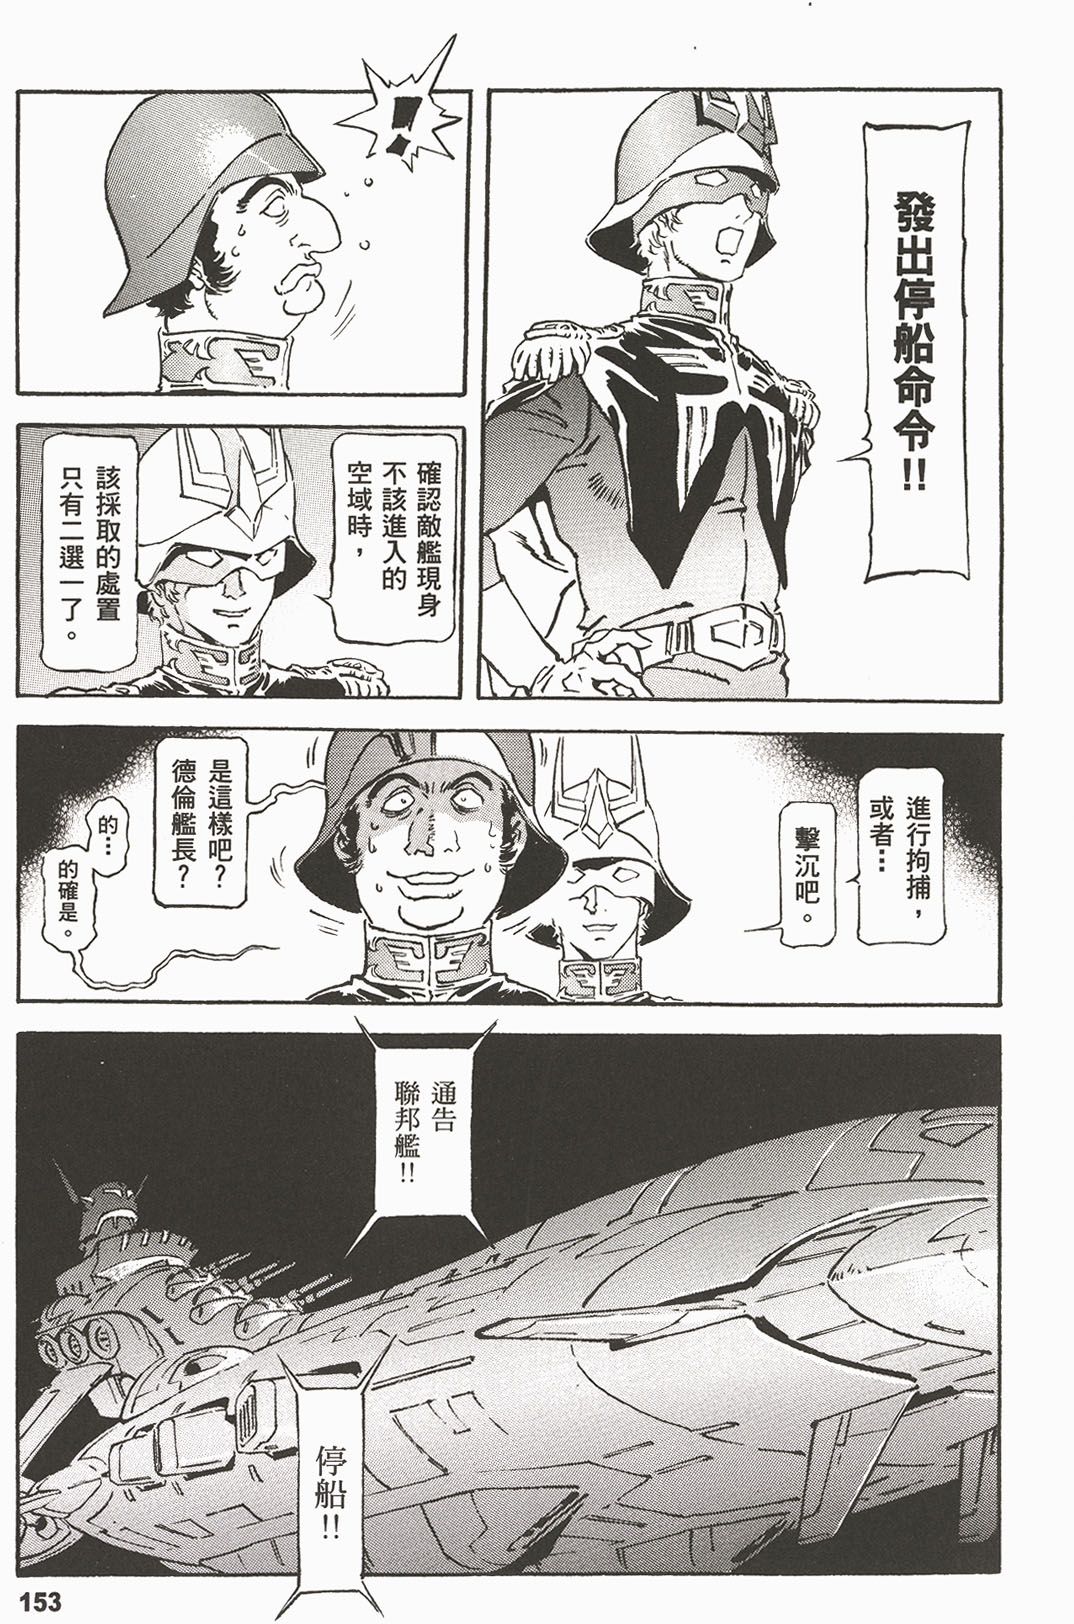 發出停船命令!!
!
確認敵艦現身
不該進入的
空域時，
該採取的處置
只有二選一了。
進行拘捕，
或者…
擊沉吧。
是這樣吧？
德倫艦長？
的…
的確是。
通告
聯邦艦!!
停船!!
153